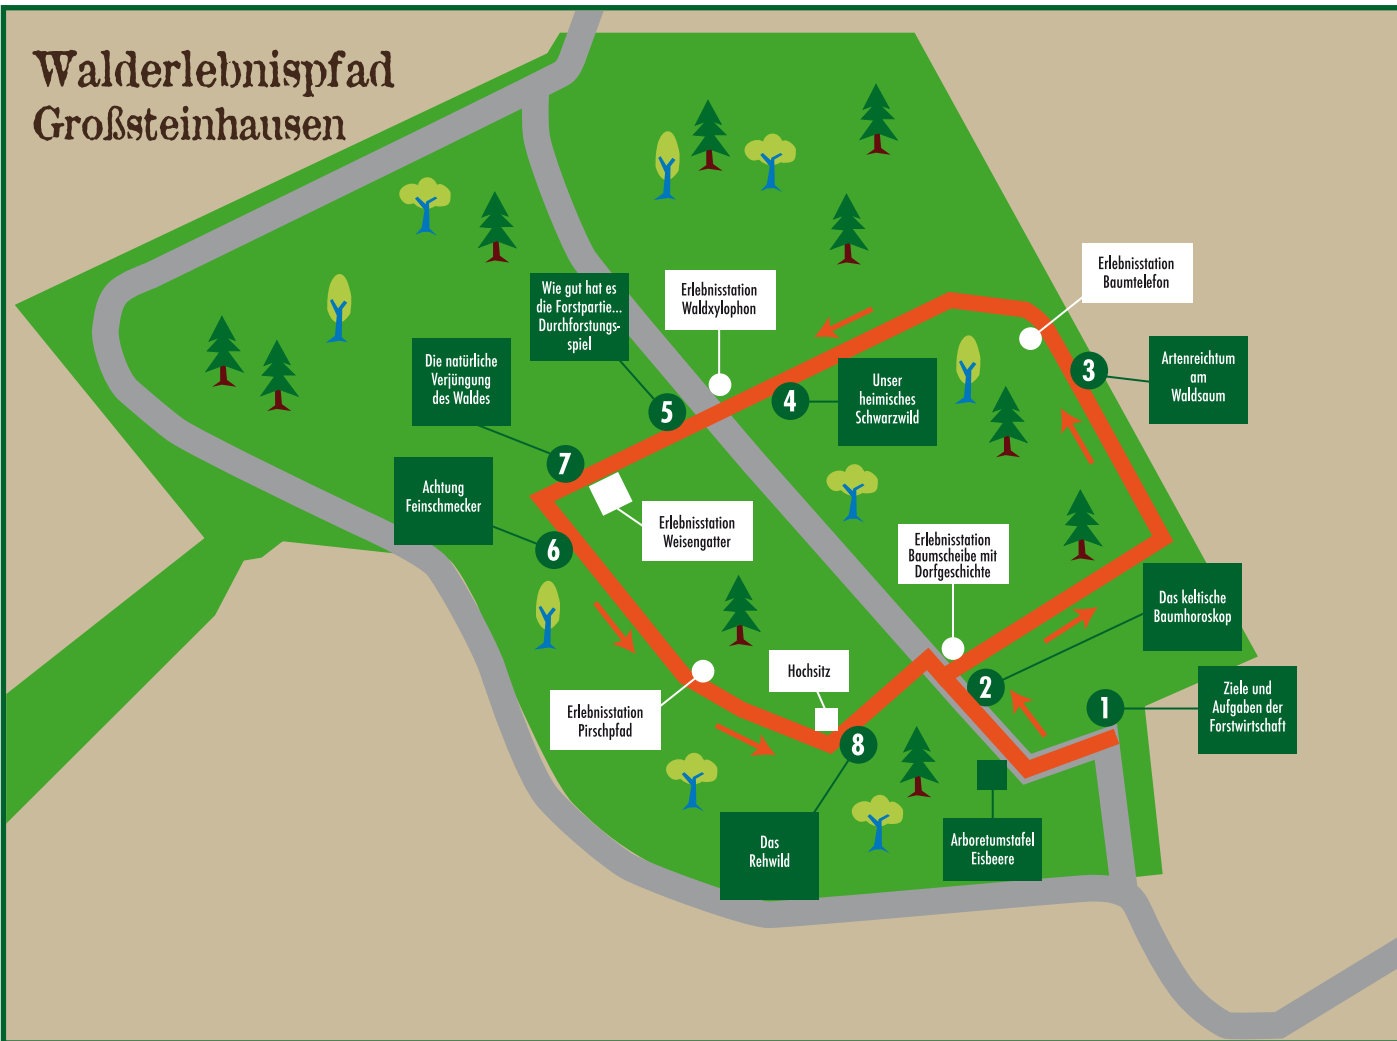 Walderlebnispfad
Großsteinhausen
Erlebnisstation
Baumtelefon
Wie gut hat es
die Forstpartie...
Durchforstungs-
spiel
Erlebnisstation
Waldxylophon
Die natürliche
Verjüngung
des Waldes
Unser
heimisches
Schwarzwild
Artenreichtum
am
Waldsaum
3
4
5
7
Achtung
Feinschmecker
6
Erlebnisstation
Weisengatter
Erlebnisstation
Baumscheibe mit
Dorfgeschichte
Das keltische
Baumhoroskop
2
1
Ziele und
Aufgaben der
Forstwirtschaft
Hochsitz
Erlebnisstation
Pirschpfad
8
Das
Rehwild
Arboretumstafel
Eisbeere